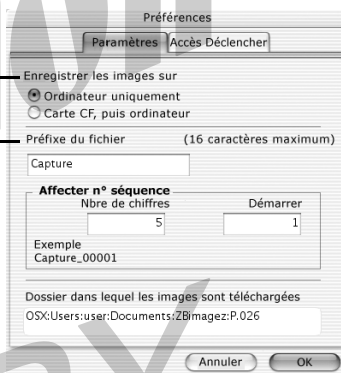 Préférences
Paramètres Accès Déclencher
Enregistrer les images sur
Ordinateur uniquement
Carte CF, puis ordinateur
Préfixe du fichier (16 caractères maximum)
Capture
Affecter n° séquence
Nbre de chiffres Démarrer
5 1
Exemple
Capture_00001
Dossier dans lequel les images sont téléchargées
OSX:Users:user:Documents:ZBimagez:P.026
Annuler OK